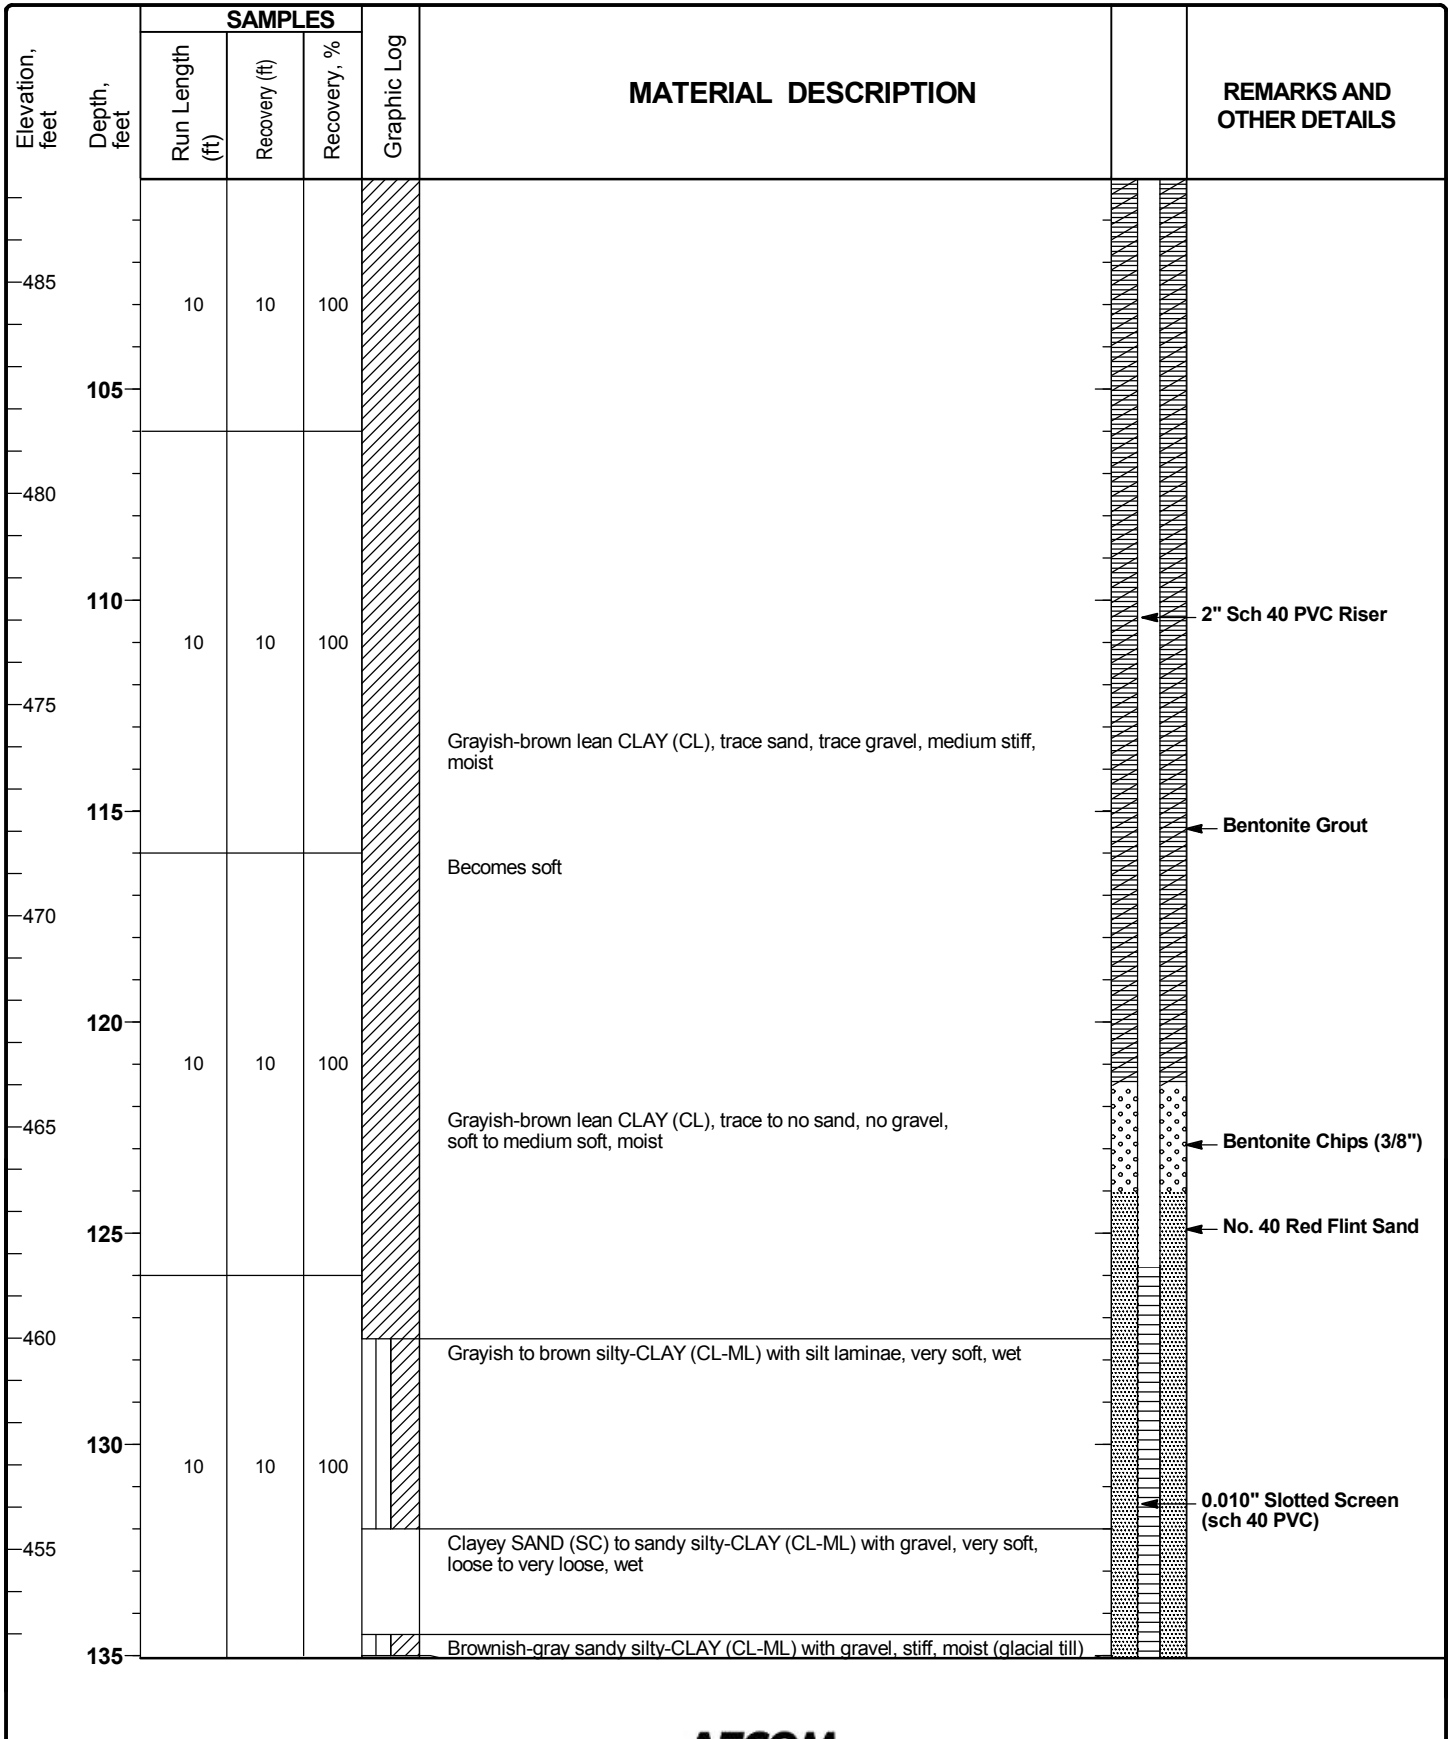 SAMPLES
Elevation,
feet
Depth,
feet
Run Length
(ft)
Recovery (ft)
Recovery, %
Graphic Log
MATERIAL DESCRIPTION
REMARKS AND
OTHER DETAILS
485
10 10 100
105
480
110
2" Sch 40 PVC Riser
10 10 100
475
Grayish-brown lean CLAY (CL), trace sand, trace gravel, medium stiff,
moist
115
Bentonite Grout
Becomes soft
470
120
10 10 100
465
Grayish-brown lean CLAY (CL), trace to no sand, no gravel,
soft to medium soft, moist
Bentonite Chips (3/8")
125
No. 40 Red Flint Sand
460
Grayish to brown silty-CLAY (CL-ML) with silt laminae, very soft, wet
130
10 10 100
0.010" Slotted Screen
(sch 40 PVC)
455
Clayey SAND (SC) to sandy silty-CLAY (CL-ML) with gravel, very soft,
loose to very loose, wet
135
Brownish-gray sandy silty-CLAY (CL-ML) with gravel, stiff, moist (glacial till)